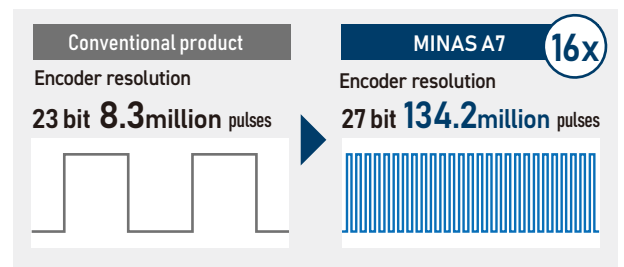 Conventional product
Encoder resolution
23 bit 8.3million pulses
MINAS A7
16x
Encoder resolution
27 bit 134.2million pulses